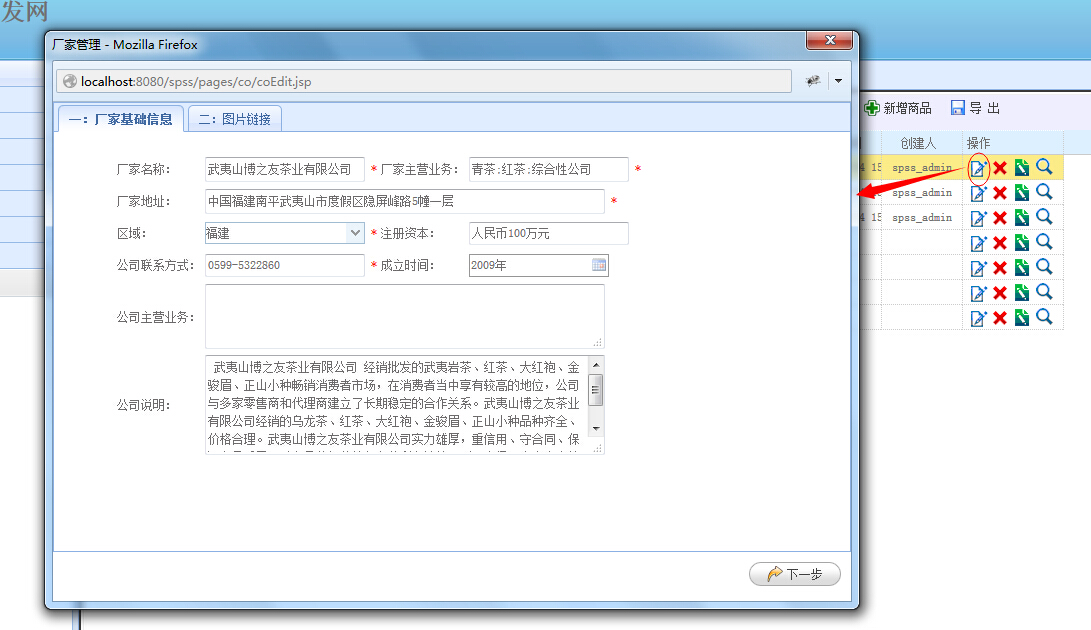 发网
厂家管理 - Mozilla Firefox
localhost:8080/spss/pages/co/coEdit.jsp
一：厂家基础信息 二：图片链接
新增商品 导 出
创建人 操作
4 15 spss_admin
spss_admin
4 15 spss_admin
厂家名称： 武夷山博之友茶业有限公司 * 厂家主营业务： 青茶:红茶:综合性公司 *
厂家地址： 中国福建南平武夷山市度假区隐屏峰路5幢一层 *
区域： 福建 * 注册资本： 人民币100万元
公司联系方式： 0599-5322860 * 成立时间： 2009年
公司主营业务：
公司说明：
武夷山博之友茶业有限公司 经销批发的武夷岩茶、红茶、大红袍、金
骏眉、正山小种畅销消费者市场，在消费者当中享有较高的地位，公司
与多家零售商和代理商建立了长期稳定的合作关系。武夷山博之友茶业
有限公司经销的乌龙茶、红茶、大红袍、金骏眉、正山小种品种齐全、
价格合理。武夷山博之友茶业有限公司实力雄厚，重信用、守合同、保
下一步